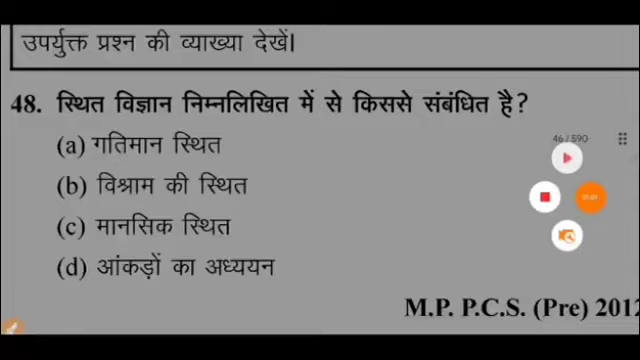 उपर्युक्त प्रश्न की व्याख्या देखें।
48. स्थित विज्ञान निम्नलिखित में से किससे संबंधित है?
(a) गतिमान स्थित
46 / 590
(b) विश्राम की स्थित
(c) मानसिक स्थित
(d) आंकड़ों का अध्ययन
M.P. P.C.S. (Pre) 2012